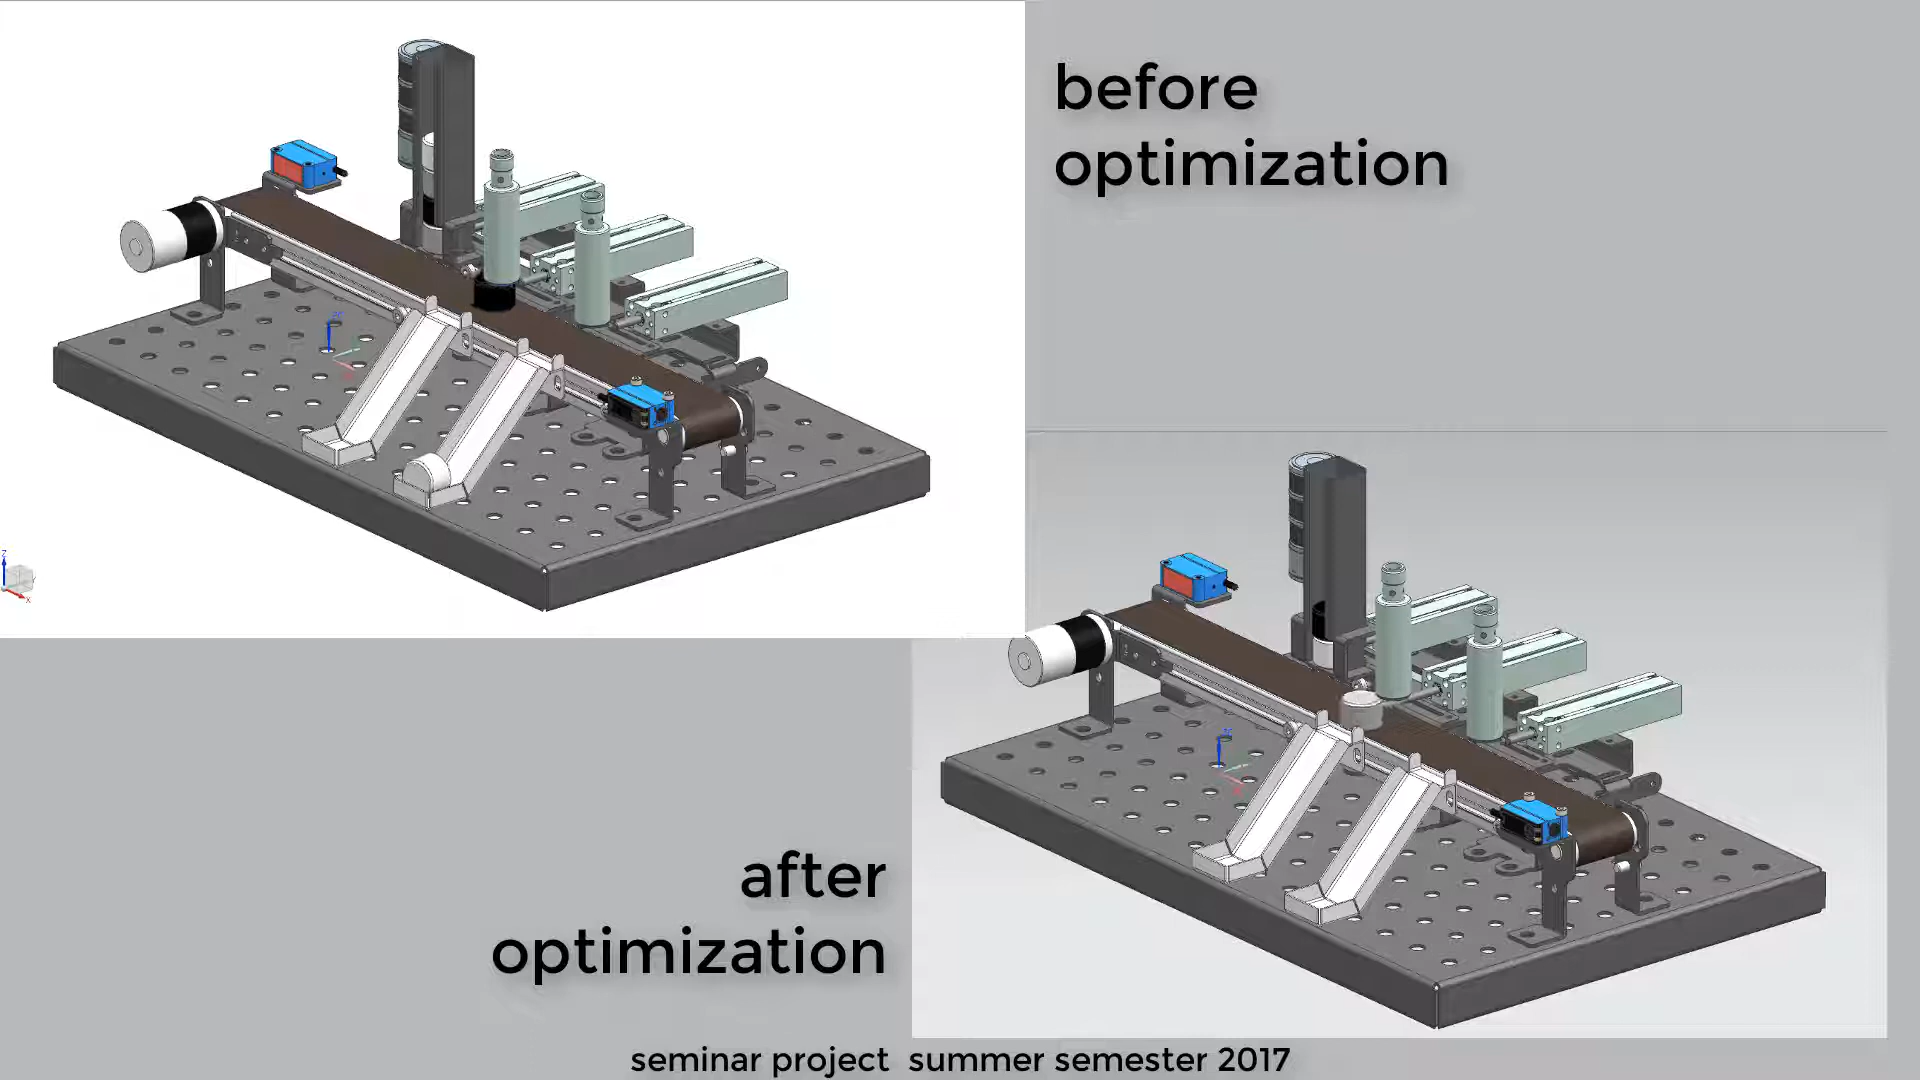 before
optimization
Z
X
after
optimization
seminar project summer semester 2017